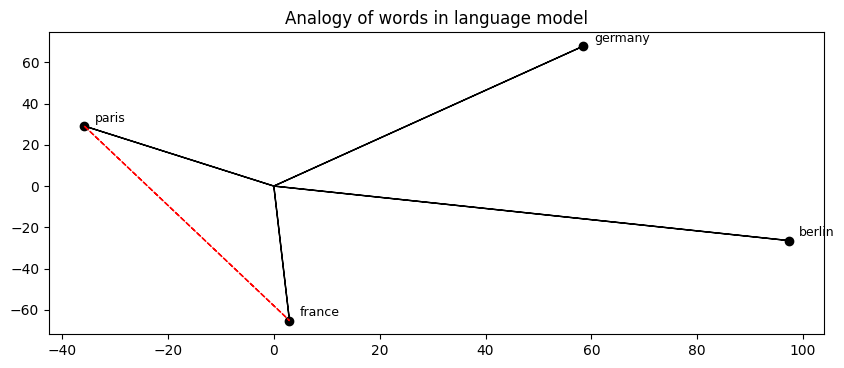 Analogy of words in language model
germany
60
40
paris
20
0
−20
berlin
−40
france
−60
−40 −20 0 20 40 60 80 100